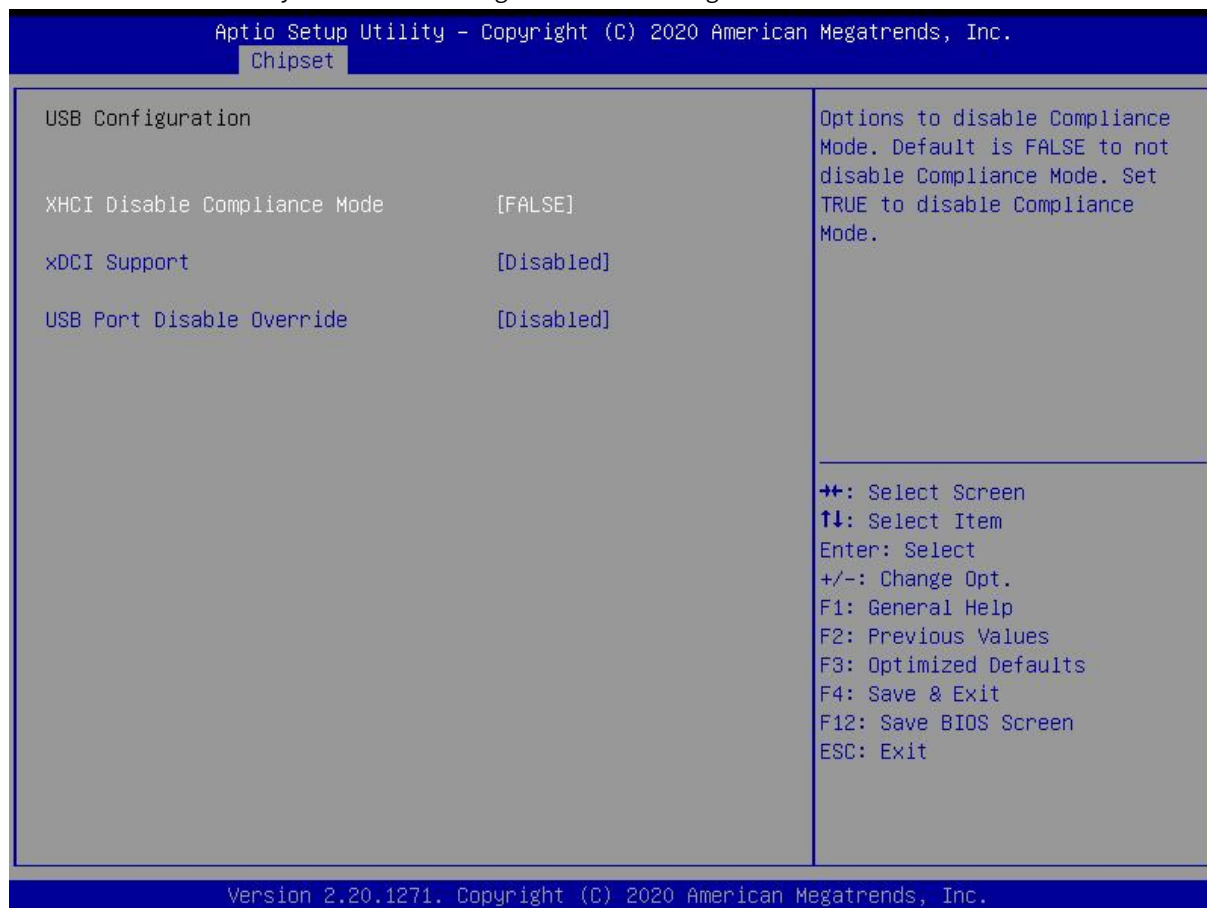 Aptio Setup Utility – Copyright (C) 2020 American Megatrends, Inc.
Chipset
USB Configuration
XHCI Disable Compliance Mode [FALSE]
xDCI Support [Disabled]
USB Port Disable Override [Disabled]
Options to disable Compliance
Mode. Default is FALSE to not
disable Compliance Mode. Set
TRUE to disable Compliance
Mode.
→←: Select Screen
↑↓: Select Item
Enter: Select
+/-: Change Opt.
F1: General Help
F2: Previous Values
F3: Optimized Defaults
F4: Save & Exit
F12: Save BIOS Screen
ESC: Exit
Version 2.20.1271. Copyright (C) 2020 American Megatrends, Inc.